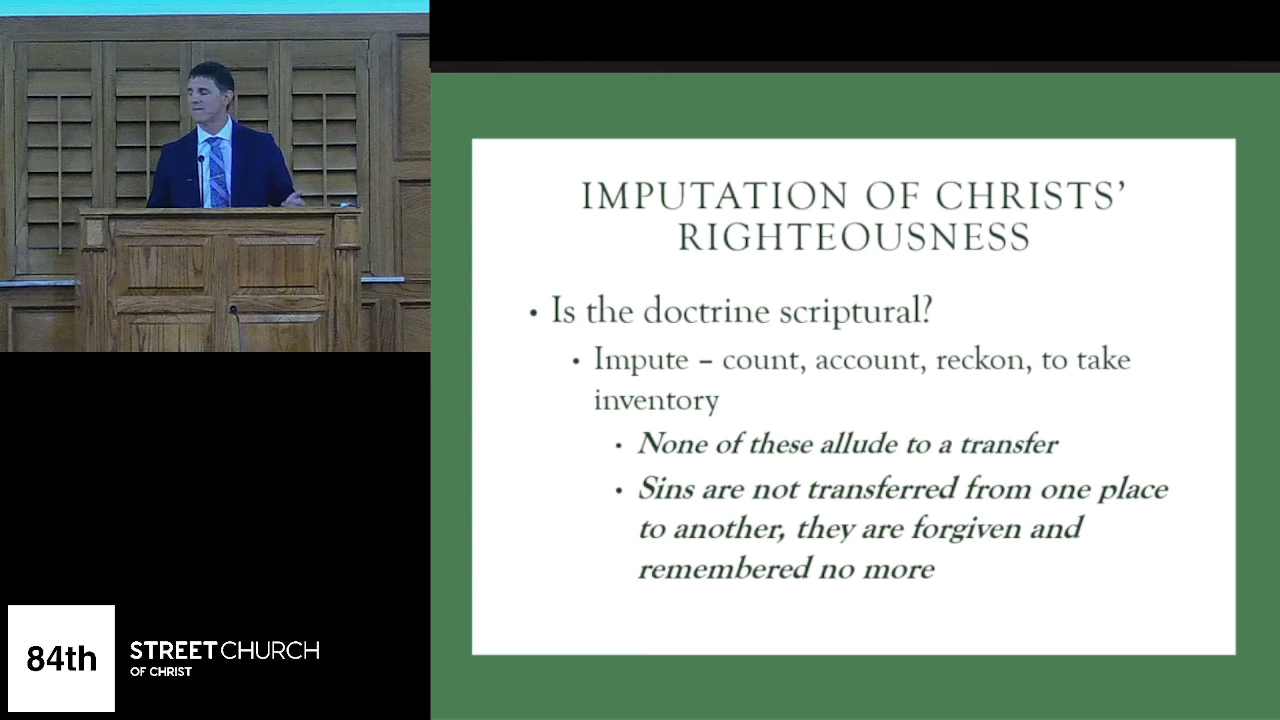 IMPUTATION OF CHRISTS’
RIGHTEOUSNESS
• Is the doctrine scriptural?
• Impute – count, account, reckon, to take
inventory
• None of these allude to a transfer
• Sins are not transferred from one place
to another, they are forgiven and
remembered no more
84th
STREET CHURCH
OF CHRIST